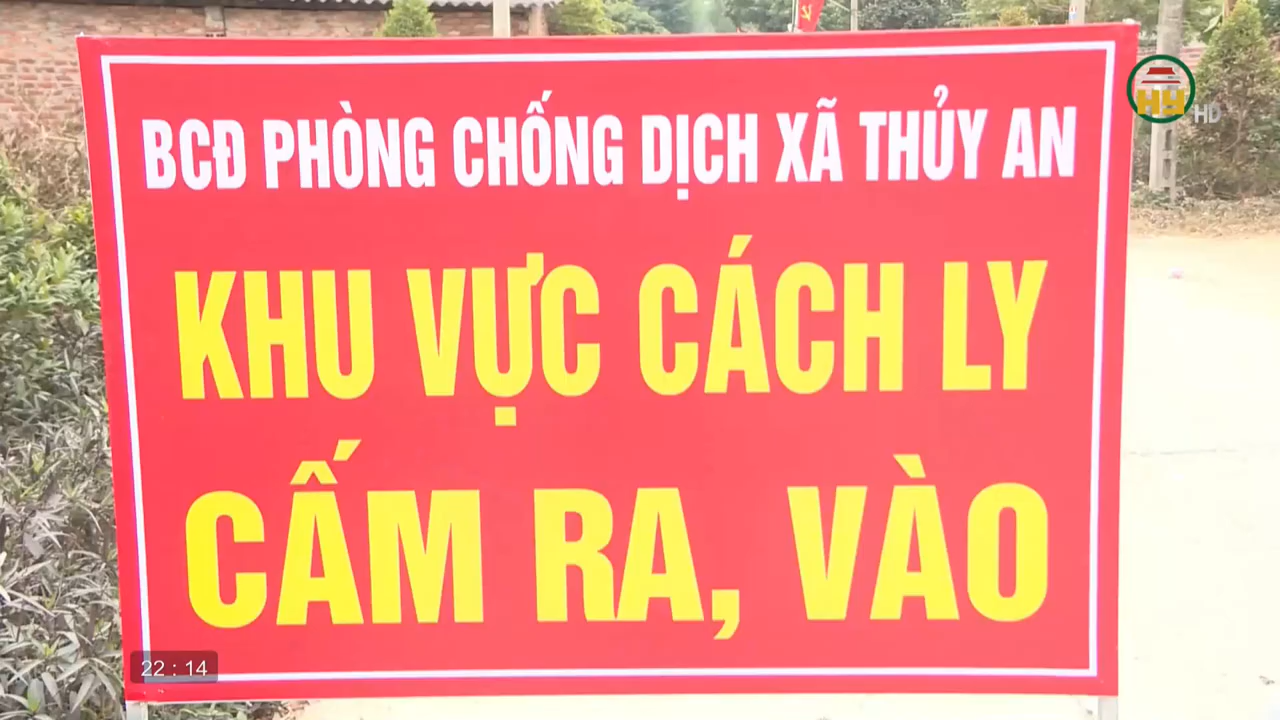 BCĐ PHÒNG CHỐNG DỊCH XÃ THỦY AN
KHU VỰC CÁCH LY
CẤM RA, VÀO
HY HD
22 : 14